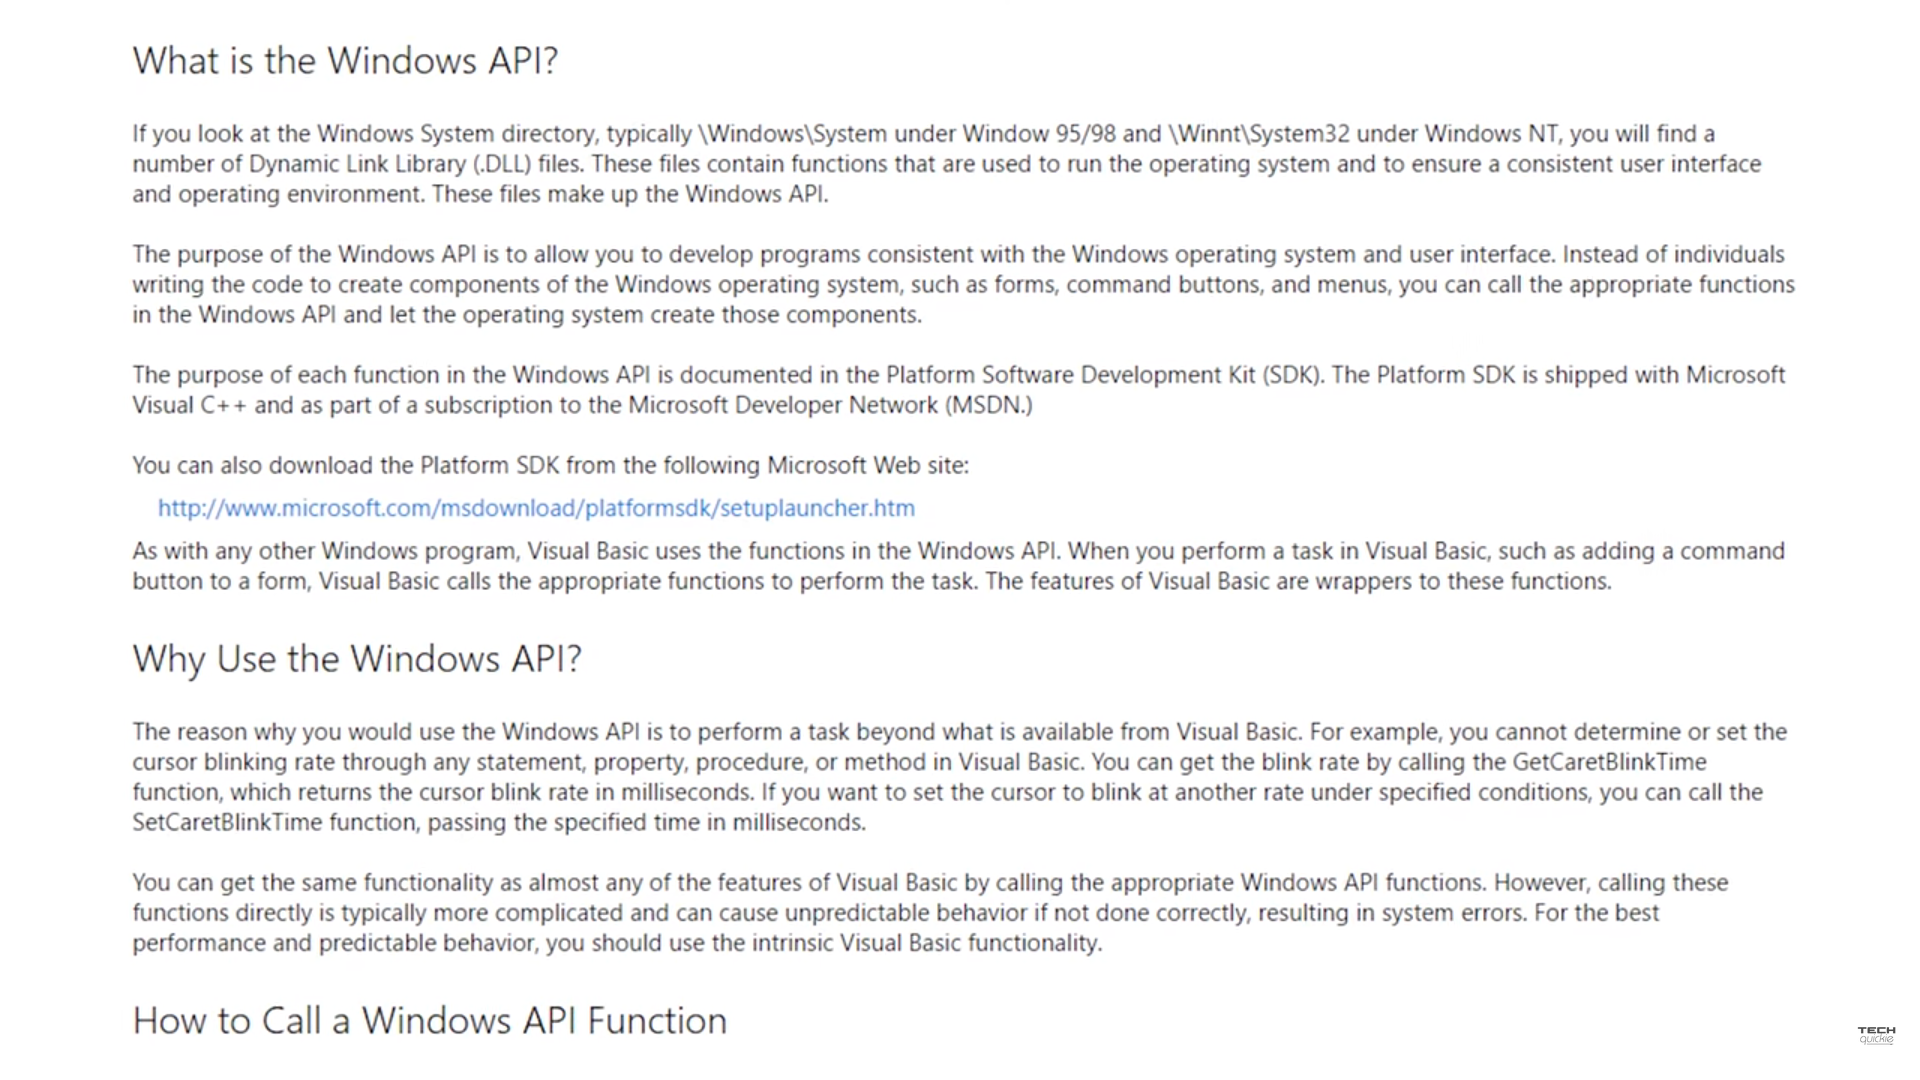 What is the Windows API?
If you look at the Windows System directory, typically \Windows\System under Window 95/98 and \Winnt\System32 under Windows NT, you will find a
number of Dynamic Link Library (.DLL) files. These files contain functions that are used to run the operating system and to ensure a consistent user interface
and operating environment. These files make up the Windows API.
The purpose of the Windows API is to allow you to develop programs consistent with the Windows operating system and user interface. Instead of individuals
writing the code to create components of the Windows operating system, such as forms, command buttons, and menus, you can call the appropriate functions
in the Windows API and let the operating system create those components.
The purpose of each function in the Windows API is documented in the Platform Software Development Kit (SDK). The Platform SDK is shipped with Microsoft
Visual C++ and as part of a subscription to the Microsoft Developer Network (MSDN.)
You can also download the Platform SDK from the following Microsoft Web site:
http://www.microsoft.com/msdownload/platformsdk/setuplauncher.htm
As with any other Windows program, Visual Basic uses the functions in the Windows API. When you perform a task in Visual Basic, such as adding a command
button to a form, Visual Basic calls the appropriate functions to perform the task. The features of Visual Basic are wrappers to these functions.
Why Use the Windows API?
The reason why you would use the Windows API is to perform a task beyond what is available from Visual Basic. For example, you cannot determine or set the
cursor blinking rate through any statement, property, procedure, or method in Visual Basic. You can get the blink rate by calling the GetCaretBlinkTime
function, which returns the cursor blink rate in milliseconds. If you want to set the cursor to blink at another rate under specified conditions, you can call the
SetCaretBlinkTime function, passing the specified time in milliseconds.
You can get the same functionality as almost any of the features of Visual Basic by calling the appropriate Windows API functions. However, calling these
functions directly is typically more complicated and can cause unpredictable behavior if not done correctly, resulting in system errors. For the best
performance and predictable behavior, you should use the intrinsic Visual Basic functionality.
How to Call a Windows API Function
TECH
quickie